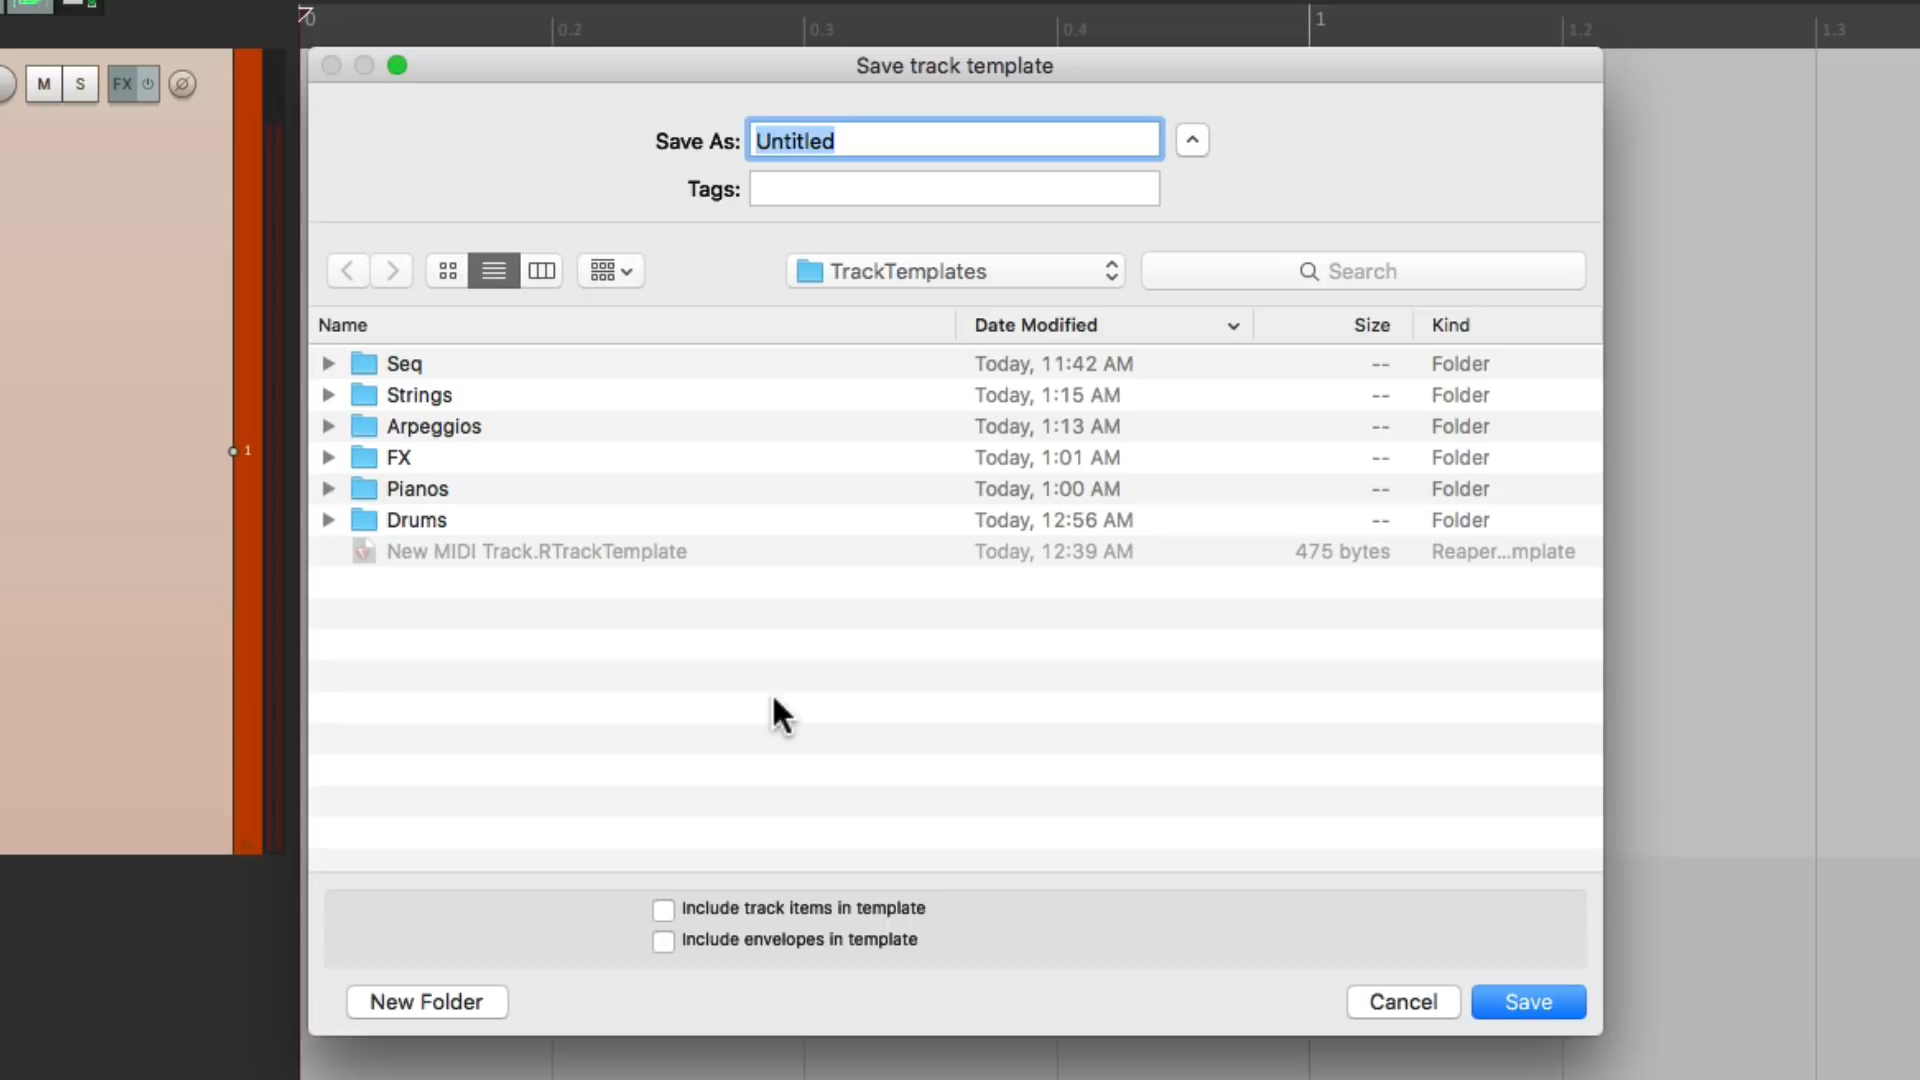 0 0.2 0.3 0.4 1 1.2 1.3
Save track template
M S FX
Save As: Untitled
Tags:
TrackTemplates Search
Name Date Modified Size Kind
Seq Today, 11:42 AM -- Folder
Strings Today, 1:15 AM -- Folder
Arpeggios Today, 1:13 AM -- Folder
1
FX Today, 1:01 AM -- Folder
Pianos Today, 1:00 AM -- Folder
Drums Today, 12:56 AM -- Folder
New MIDI Track.RTrackTemplate Today, 12:39 AM 475 bytes Reaper...mplate
Include track items in template
Include envelopes in template
New Folder Cancel Save